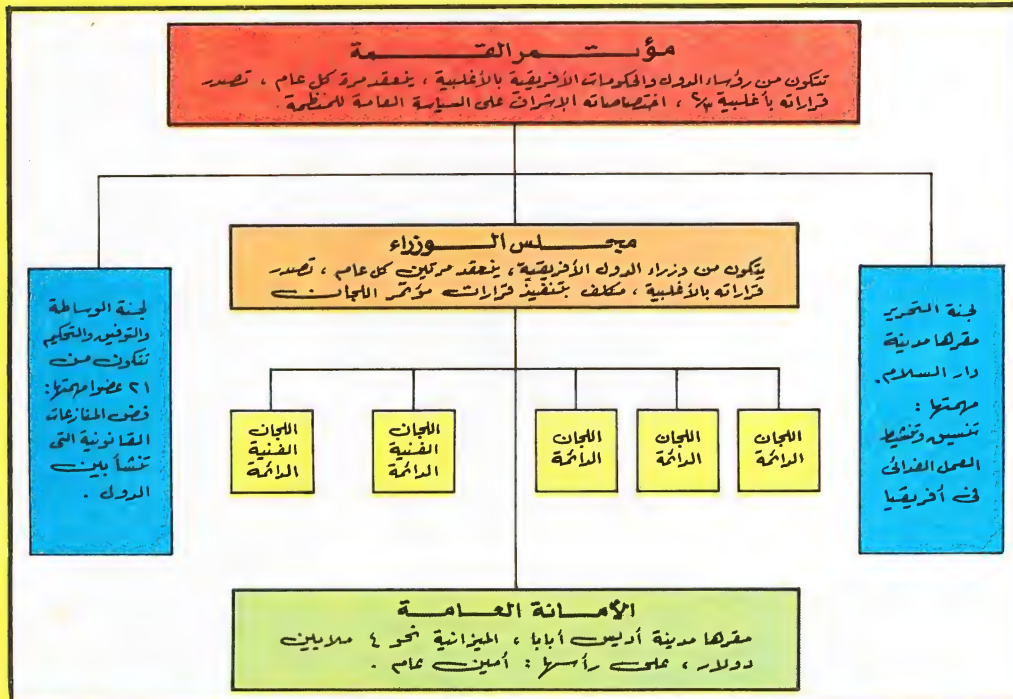 مؤتمر القمة
تتكون من رؤساء الدول والحكومات الأفريقية بالأغلبية ، ينعقد مرة كل عام ، تصدر
قراراته بأغلبية ٢/٣ ، اختصاصاته الإشراف على السياسة العامة للمنظمة .
مجلس الوزراء
يتكون من وزراء الدول الأفريقية ، ينعقد مرتين كل عام ، تصدر
قراراته بالأغلبية ، مكلف بتنفيذ قرارات مؤتمر اللجان
لجنة التحرير
مقرها مدينة
دار السلام .
مهمتها :
تنسيق وتنشيط
العمل الفدائى
فى أفريقيا
لجنة الوساطة
والتوفيق والتحكيم
تتكون من
٢١ عضوا مهمتها :
فض المنازعات
القانونية التى
تنشأ بين
الدول .
اللجان
الدائمة
اللجان
الدائمة
اللجان
الدائمة
اللجان
الفنية
الدائمة
اللجان
الفنية
الدائمة
الأمانة العامة
مقرها مدينة أديس أبابا ، الميزانية نحو ٤ ملايين
دولار ، على رأسها : أمين عام .